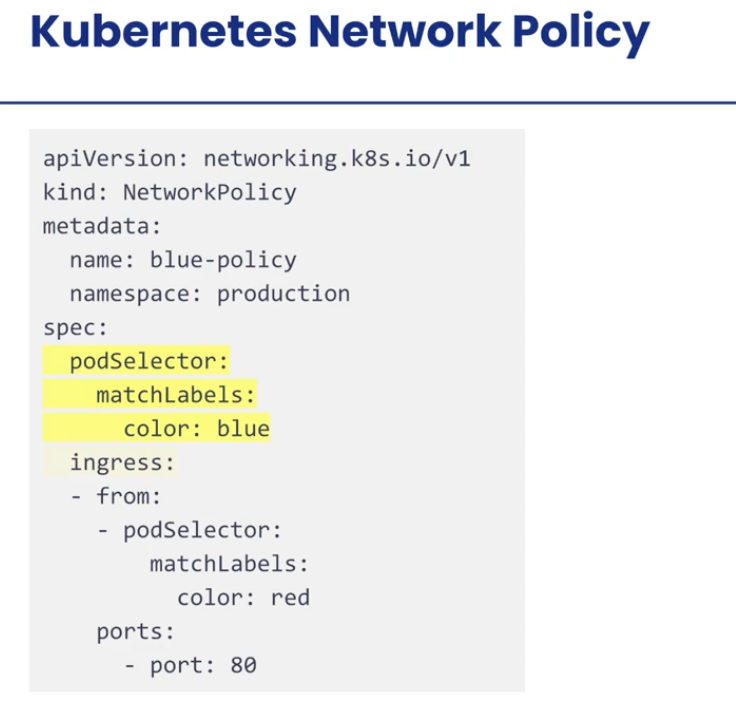 Kubernetes Network Policy
apiVersion: networking.k8s.io/v1
kind: NetworkPolicy
metadata:
  name: blue-policy
  namespace: production
spec:
  podSelector:
    matchLabels:
      color: blue
  ingress:
  - from:
    - podSelector:
        matchLabels:
          color: red
    ports:
      - port: 80